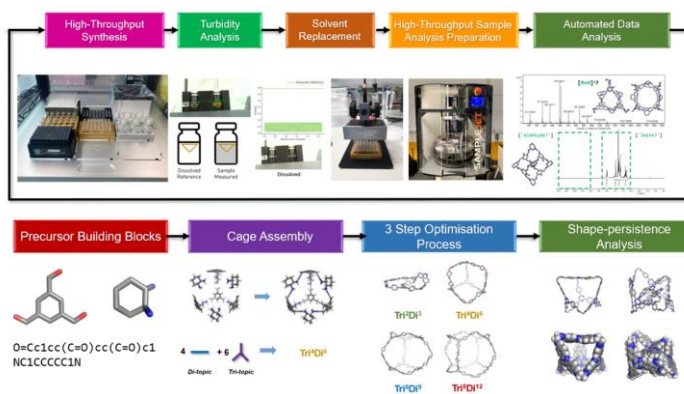 High-Throughput
Synthesis
Turbidity
Analysis
Solvent
Replacement
High-Throughput Sample
Analysis Preparation
Automated Data
Analysis
Dissolved
Reference
Sample
Measured
Dissolved
Precursor Building Blocks
Cage Assembly
3 Step Optimisation
Process
Shape-persistence
Analysis
O=Cc1cc(C=O)cc(C=O)c1
NC1CCCCC1N
4
+ 6
Di-topic
Tri-topic
Tri⁴Di⁶
Tri²Di³
Tri⁴Di⁶
Tri⁶Di⁹
Tri⁸Di¹²